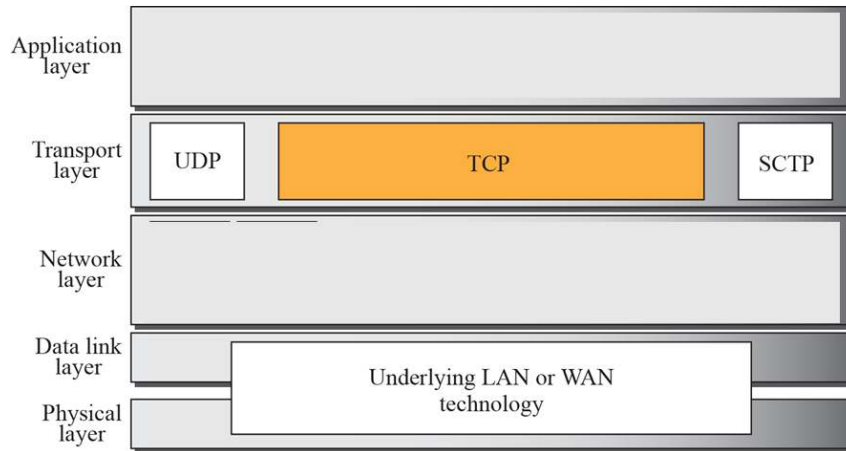 Application
layer
Transport
layer
UDP
TCP
SCTP
Network
layer
Data link
layer
Underlying LAN or WAN
technology
Physical
layer